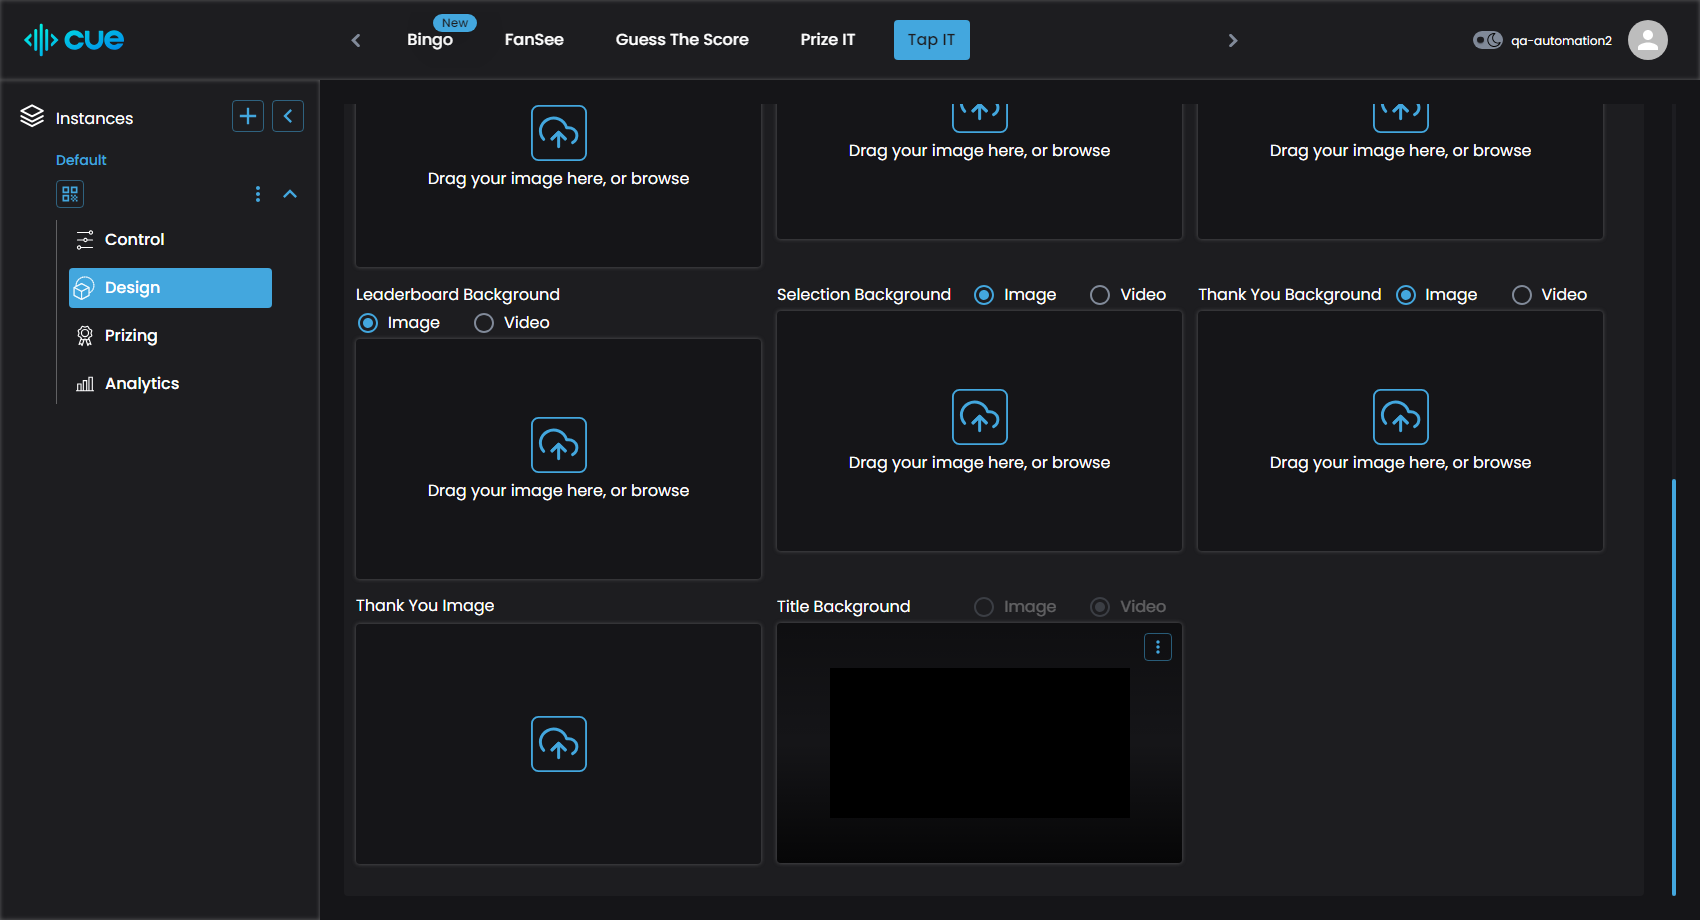 cue
New
Bingo
FanSee
Guess The Score
Prize IT
Tap IT
qa-automation2
Instances
Default
Control
Design
Prizing
Analytics
Drag your image here, or browse
Drag your image here, or browse
Drag your image here, or browse
Leaderboard Background
Image Video
Drag your image here, or browse
Selection Background Image Video
Drag your image here, or browse
Thank You Background Image Video
Drag your image here, or browse
Thank You Image
Title Background Image Video